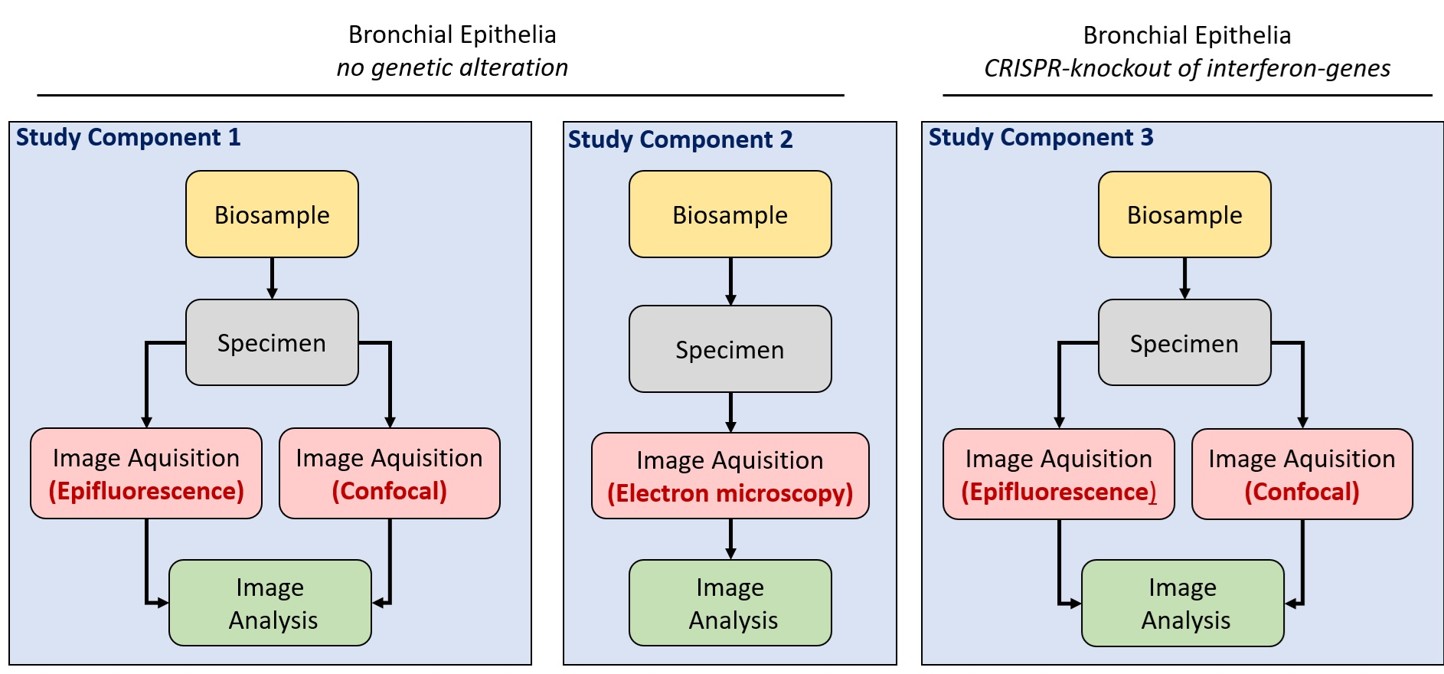 Bronchial Epithelia
no genetic alteration
Bronchial Epithelia
CRISPR-knockout of interferon-genes
Study Component 1
Biosample
Specimen
Image Aquisition
(Epifluorescence)
Image Aquisition
(Confocal)
Image
Analysis
Study Component 2
Biosample
Specimen
Image Aquisition
(Electron microscopy)
Image
Analysis
Study Component 3
Biosample
Specimen
Image Aquisition
(Epifluorescence)
Image Aquisition
(Confocal)
Image
Analysis